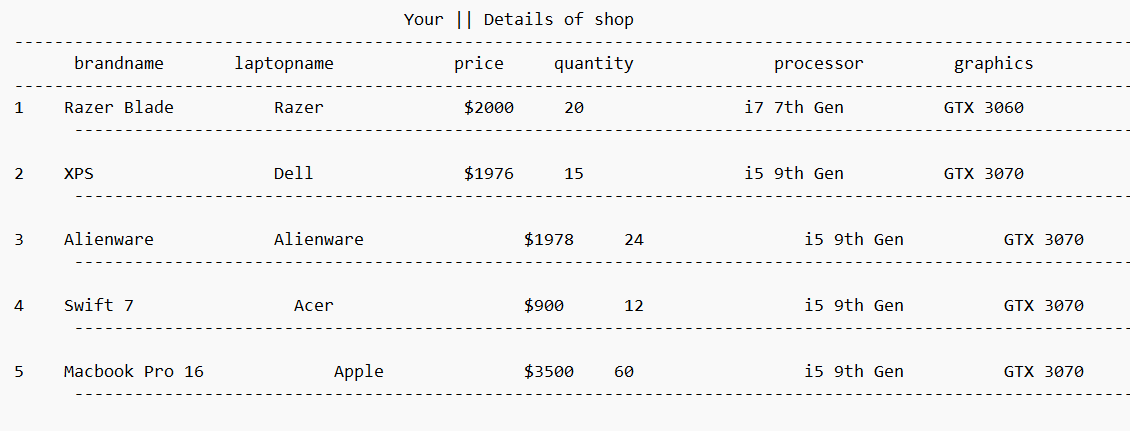 Your || Details of shop
--------------------------------------------------------------------------------------------------------------------
brandname laptopname price quantity processor graphics
--------------------------------------------------------------------------------------------------------------------
1 Razer Blade Razer $2000 20 i7 7th Gen GTX 3060
--------------------------------------------------------------------------------------------------------------
2 XPS Dell $1976 15 i5 9th Gen GTX 3070
--------------------------------------------------------------------------------------------------------------
3 Alienware Alienware $1978 24 i5 9th Gen GTX 3070
--------------------------------------------------------------------------------------------------------------
4 Swift 7 Acer $900 12 i5 9th Gen GTX 3070
--------------------------------------------------------------------------------------------------------------
5 Macbook Pro 16 Apple $3500 60 i5 9th Gen GTX 3070
--------------------------------------------------------------------------------------------------------------